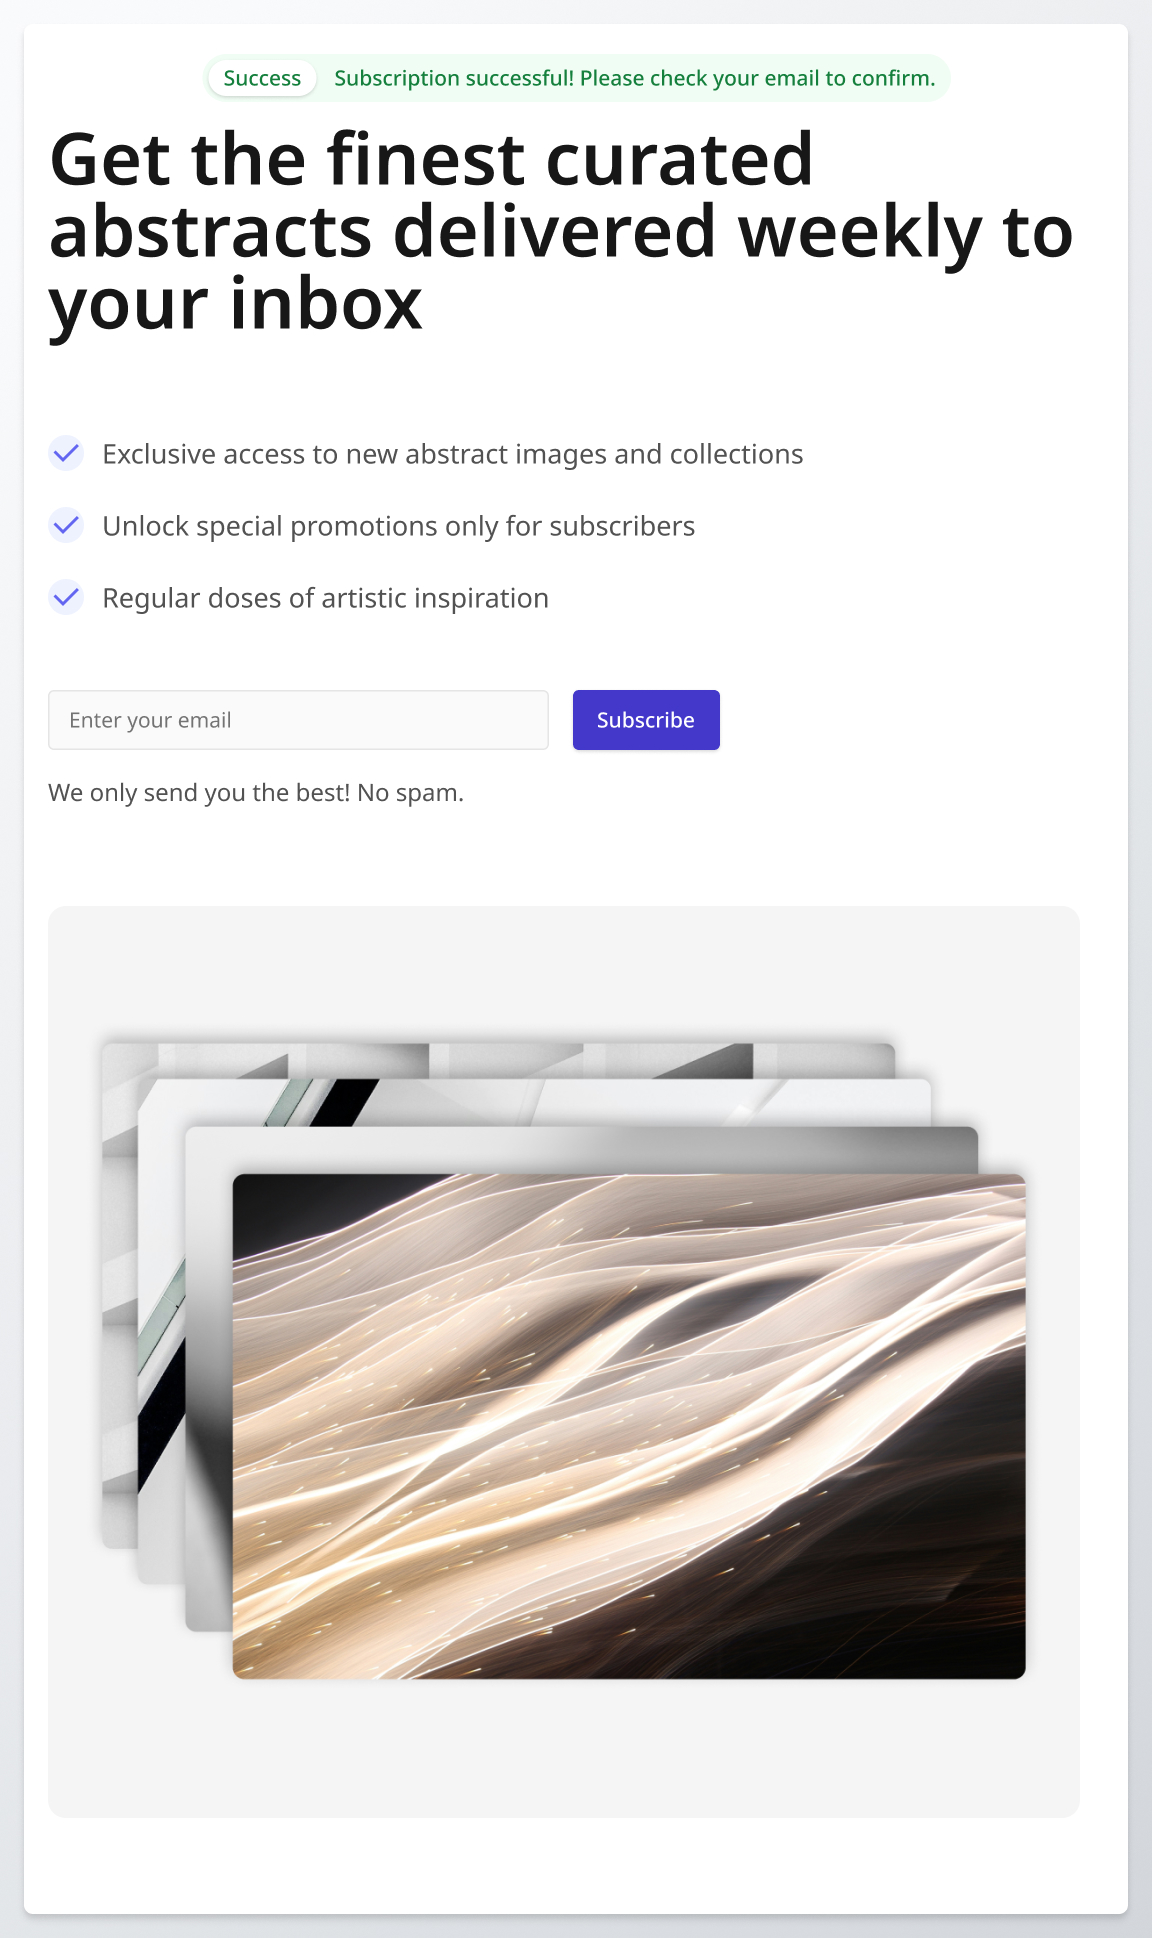 Success Subscription successful! Please check your email to confirm.
Get the finest curated
abstracts delivered weekly to
your inbox
Exclusive access to new abstract images and collections
Unlock special promotions only for subscribers
Regular doses of artistic inspiration
Enter your email Subscribe
We only send you the best! No spam.